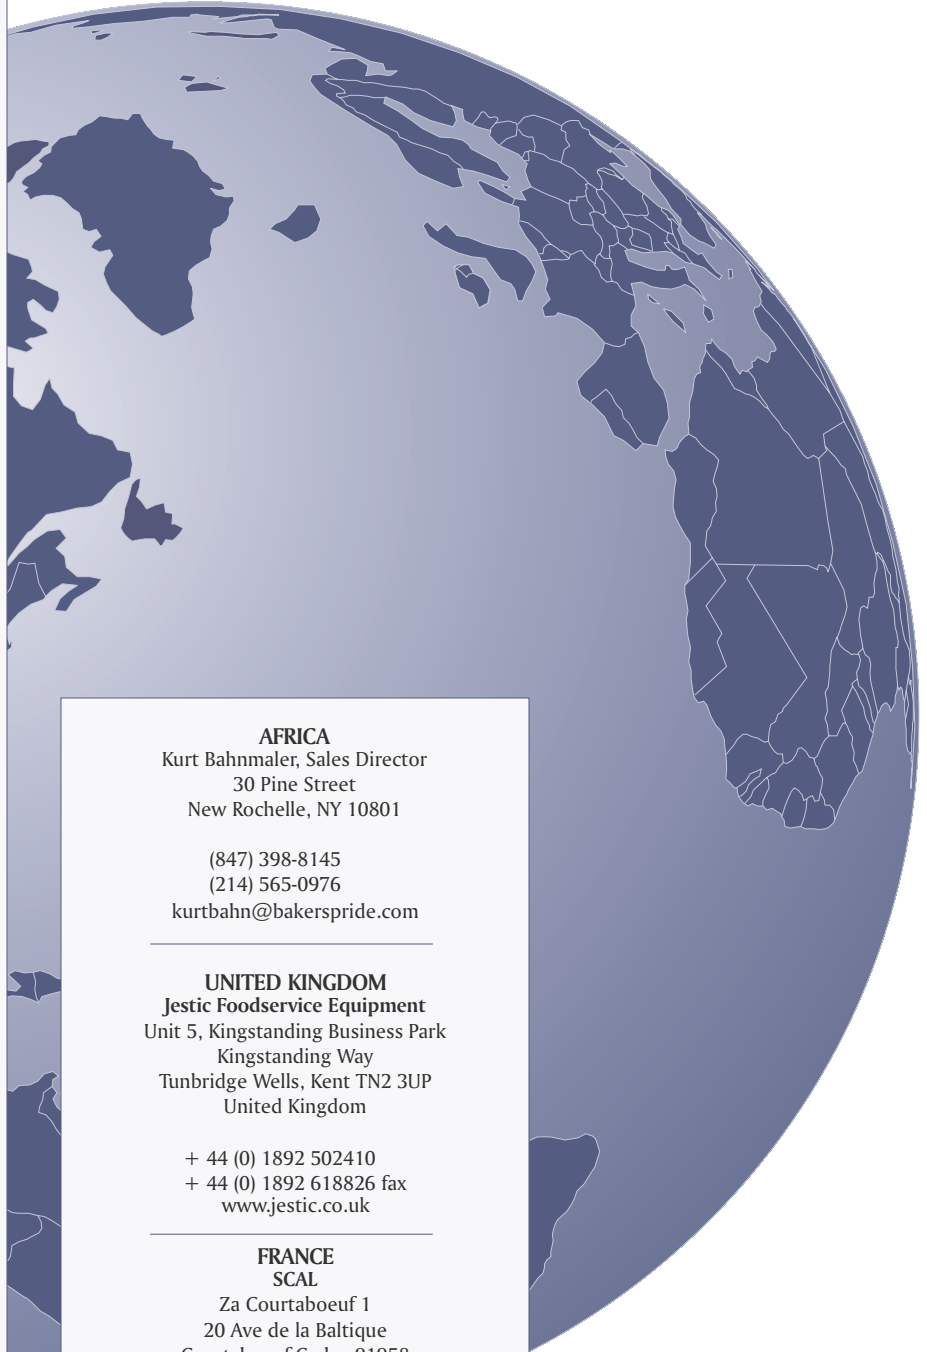 AFRICA
Kurt Bahnmaler, Sales Director
30 Pine Street
New Rochelle, NY 10801
(847) 398-8145
(214) 565-0976
kurtbahn@bakerspride.com
UNITED KINGDOM
Jestic Foodservice Equipment
Unit 5, Kingstanding Business Park
Kingstanding Way
Tunbridge Wells, Kent TN2 3UP
United Kingdom
+ 44 (0) 1892 502410
+ 44 (0) 1892 618826 fax
www.jestic.co.uk
FRANCE
SCAL
Za Courtaboeuf 1
20 Ave de la Baltique